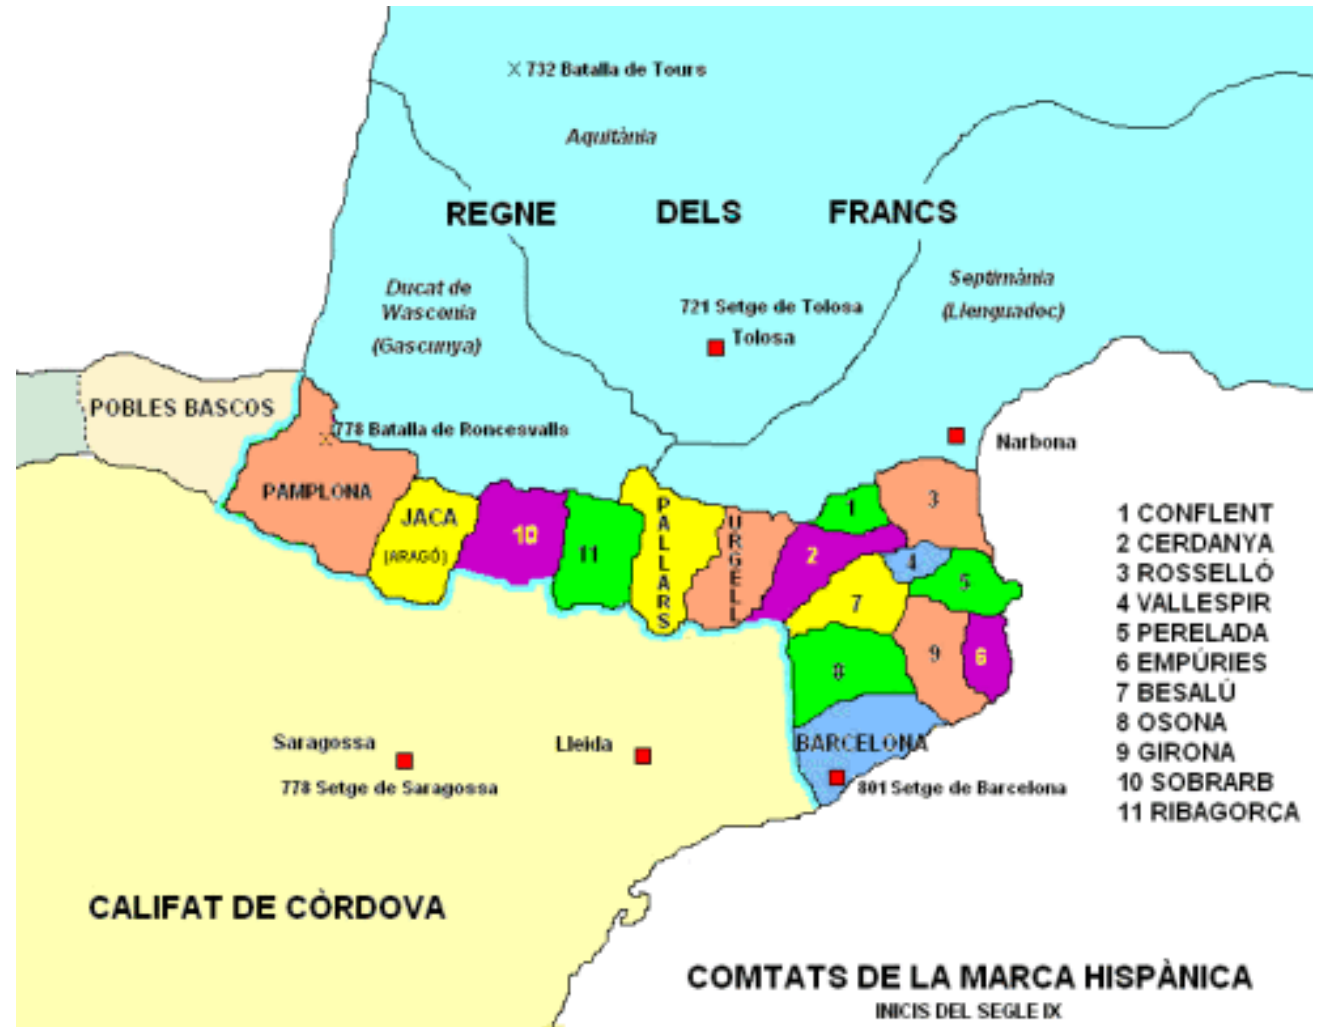 732 Batalla de Tours
Aquitània
REGNE DELS FRANCS
Ducat de
Wasconia
(Gascunya)
Septimània
(Llenguadoc)
721 Setge de Tolosa
Tolosa
POBLES BASCOS
778 Batalla de Roncesvalls
Narbona
PAMPLONA
JACA
(ARAGÓ)
10
11
PALLARS
URGELL
1
2
3
4
5
6
7
8
9
BARCELONA
801 Setge de Barcelona
Saragossa
778 Setge de Saragossa
Lleida
1 CONFLENT
2 CERDANYA
3 ROSSELLÓ
4 VALLESPIR
5 PERELADA
6 EMPÚRIES
7 BESALÚ
8 OSONA
9 GIRONA
10 SOBRARB
11 RIBAGORÇA
CALIFAT DE CÒRDOVA
COMTATS DE LA MARCA HISPÀNICA
INICIS DEL SEGLE IX